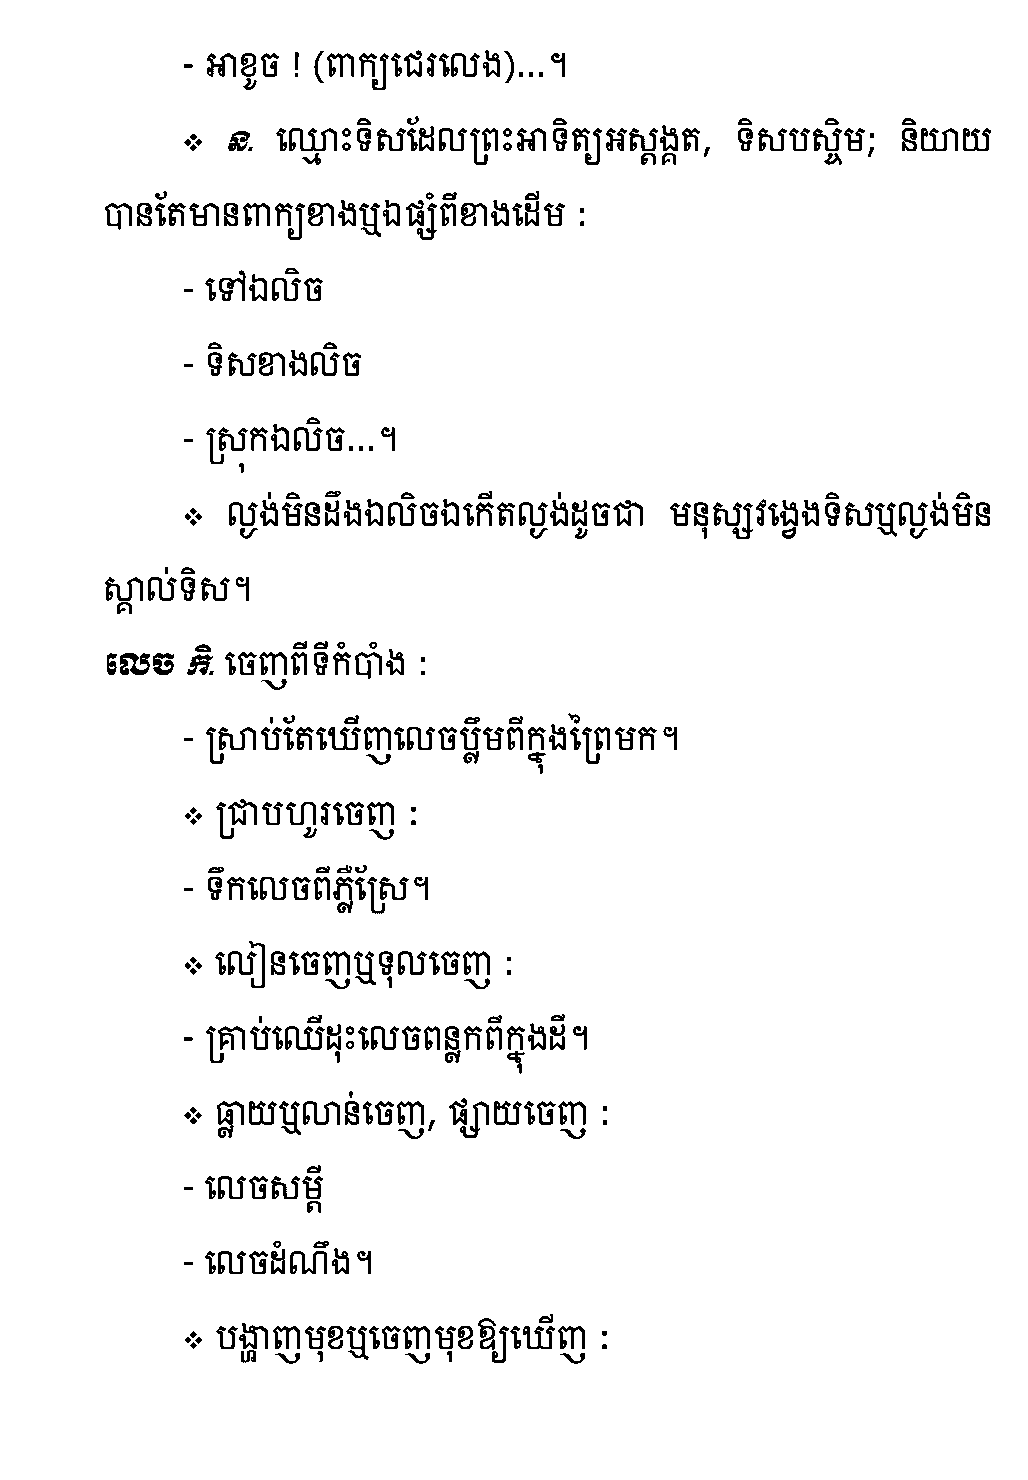 - អាខូច ! (ពាក្យជេរលេង)...។
❖ ន. ឈ្មោះទិសដែលព្រះអាទិត្យអស្ដង្គត, ទិសបស្ចិម; និយាយ
បានតែមានពាក្យខាងឬឯផ្សំពីខាងដើម :
- ទៅឯលិច
- ទិសខាងលិច
- ស្រុកឯលិច...។
❖ ល្ងង់មិនដឹងឯលិចឯកើតល្ងង់ដូចជា មនុស្សវង្វេងទិសឬល្ងង់មិន
ស្គាល់ទិស។
លេច កិ. ចេញពីទីកំបាំង :
- ស្រាប់តែឃើញលេចប្លឹមពីក្នុងព្រៃមក។
❖ ជ្រាបហូរចេញ :
- ទឹកលេចពីភ្លឺស្រែ។
❖ លៀនចេញឬទុលចេញ :
- គ្រាប់ឈើដុះលេចពន្លកពីក្នុងដី។
❖ ធ្លាយឬលាន់ចេញ, ផ្សាយចេញ :
- លេចសម្ដី
- លេចដំណឹង។
❖ បង្ហាញមុខឬចេញមុខឱ្យឃើញ :